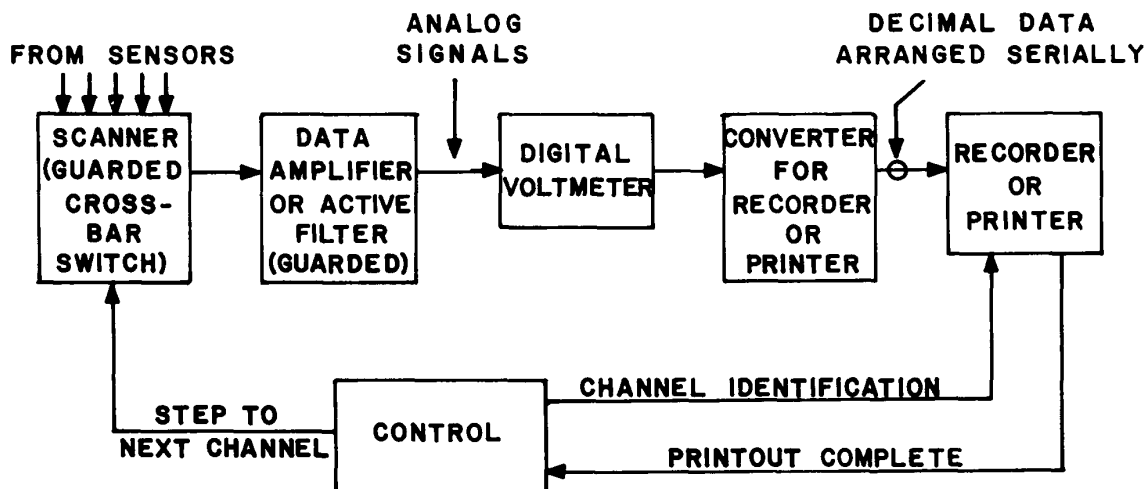 FROM SENSORS
ANALOG
SIGNALS
DECIMAL DATA
ARRANGED SERIALLY
SCANNER
(GUARDED
CROSS-
BAR
SWITCH)
DATA
AMPLIFIER
OR ACTIVE
FILTER
(GUARDED)
DIGITAL
VOLTMETER
CONVERTER
FOR
RECORDER
OR
PRINTER
RECORDER
OR
PRINTER
STEP TO
NEXT CHANNEL
CONTROL
CHANNEL IDENTIFICATION
PRINTOUT COMPLETE